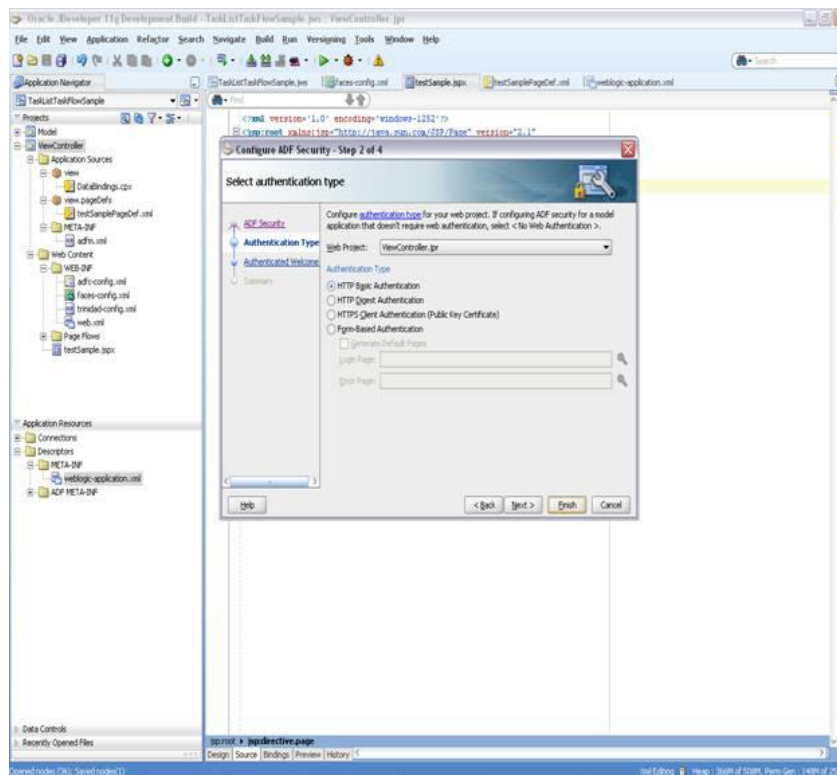 Oracle JDeveloper 11g Development Build - TaskListTaskFlowSample.jws : ViewController.jpr
File Edit View Application Refactor Search Navigate Build Run Versioning Tools Window Help
Search
Application Navigator
TaskListTaskFlowSample.jws
faces-config.xml
testSample.jspx
testSamplePageDef.xml
weblogic-application.xml
TaskListTaskFlowSample
Find
Projects
<?xml version='1.0' encoding='windows-1252'?>
<jsp:root xmlns:jsp="http://java.sun.com/JSP/Page" version="2.1"
Model
ViewController
Application Sources
view
DataBindings.cpx
view.pageDefs
testSamplePageDef.xml
META-INF
adfm.xml
Web Content
WEB-INF
adfc-config.xml
faces-config.xml
trinidad-config.xml
web.xml
Page Flows
testSample.jspx
Configure ADF Security - Step 2 of 4
Select authentication type
ADF Security
Authentication Type
Authenticated Welcome
Summary
Configure authentication type for your web project. If configuring ADF security for a model
application that doesn't require web authentication, select < No Web Authentication >.
Web Project: ViewController.jpr
Authentication Type
HTTP Basic Authentication
HTTP Digest Authentication
HTTPS Client Authentication (Public Key Certificate)
Form-Based Authentication
Generate Default Pages
Login Page:
Error Page:
Help
< Back
Next >
Finish
Cancel
Application Resources
Connections
Descriptors
META-INF
weblogic-application.xml
ADF META-INF
Data Controls
Recently Opened Files
jsp:root jsp:directive.page
Design Source Bindings Preview History
Opened nodes (36); Saved nodes(1)
Xml Editing